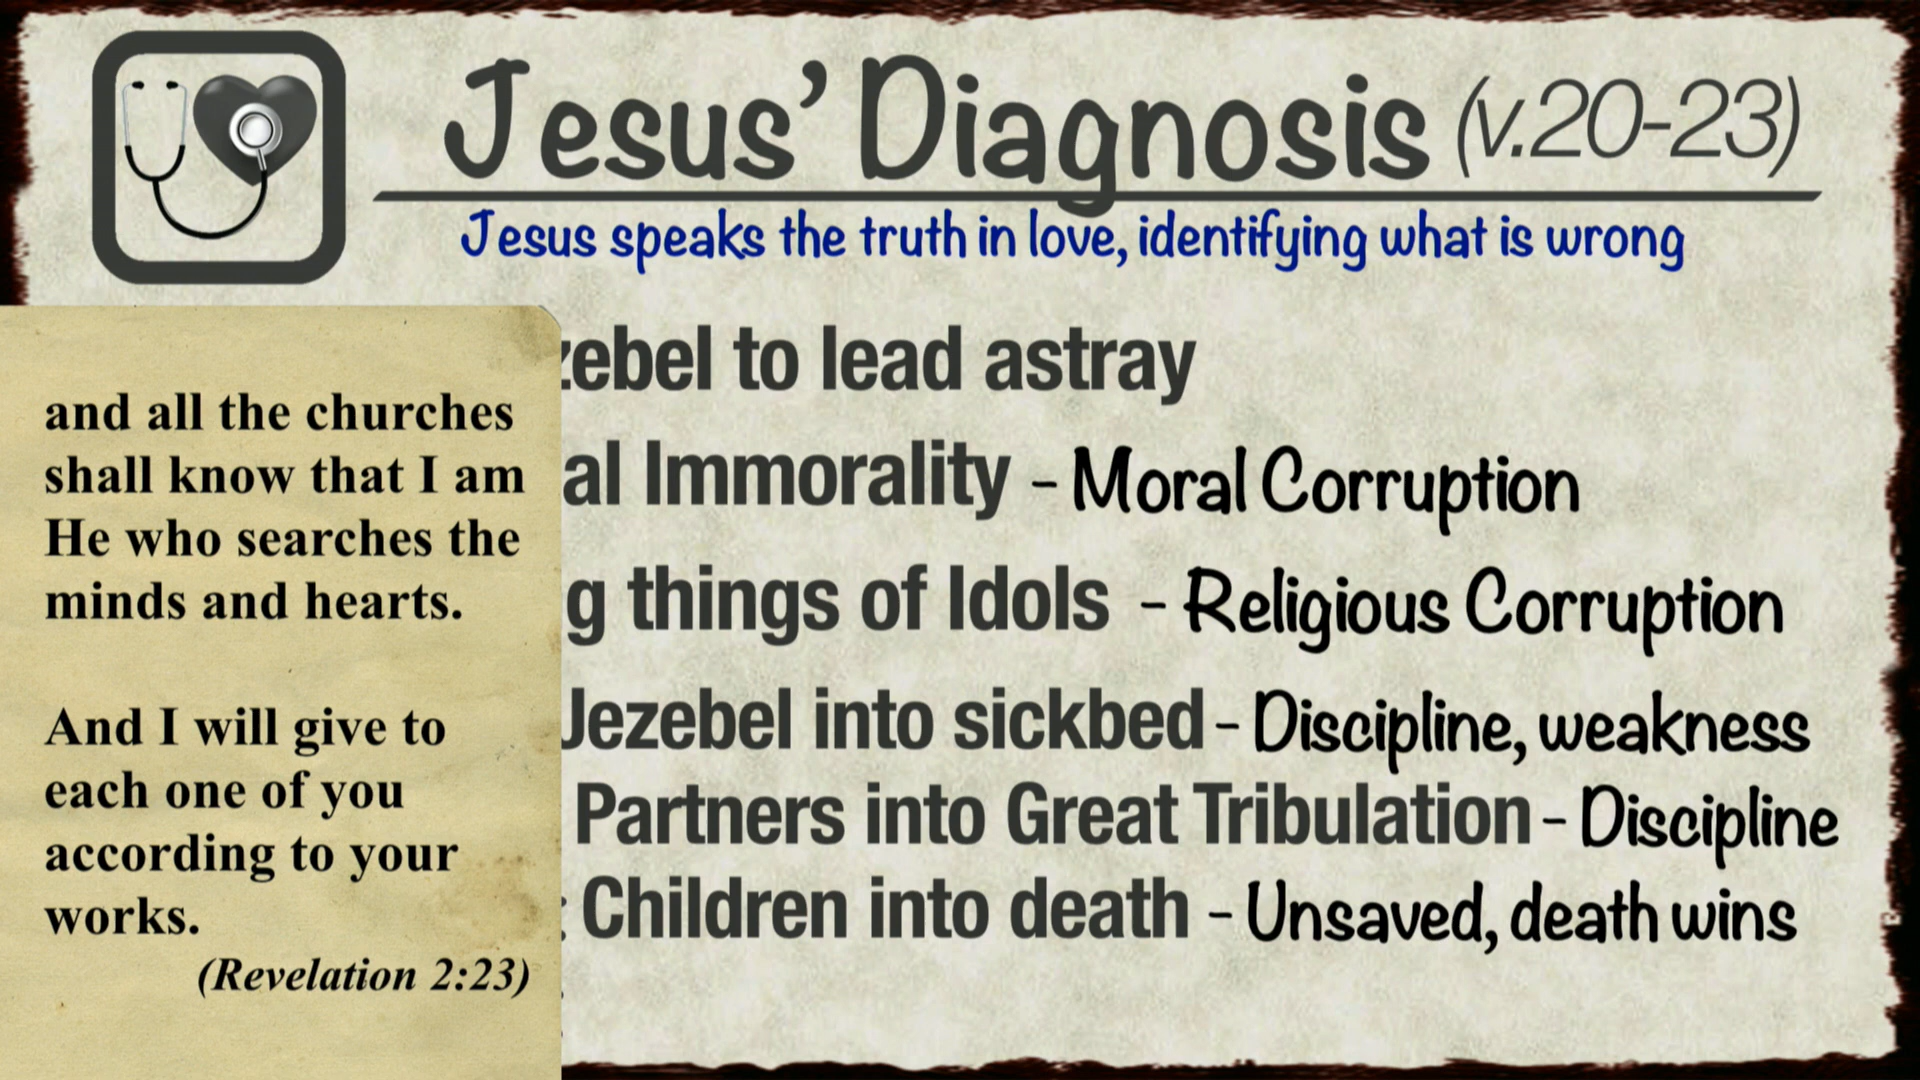 Jesus' Diagnosis (v.20-23)
Jesus speaks the truth in love, identifying what is wrong
and all the churches
shall know that I am
He who searches the
minds and hearts.
And I will give to
each one of you
according to your
works.
(Revelation 2:23)
zebel to lead astray
al Immorality - Moral Corruption
g things of Idols - Religious Corruption
Jezebel into sickbed - Discipline, weakness
Partners into Great Tribulation - Discipline
: Children into death - Unsaved, death wins